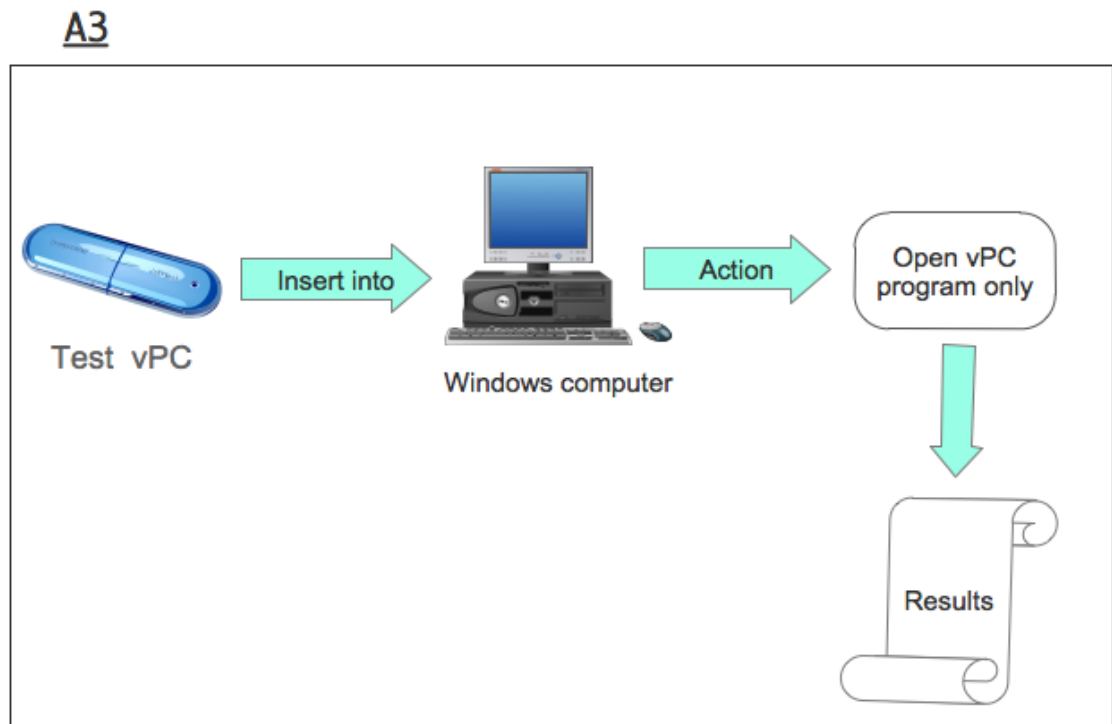 A3
Insert into
Action
Open vPC
program only
Test vPC
Windows computer
Results